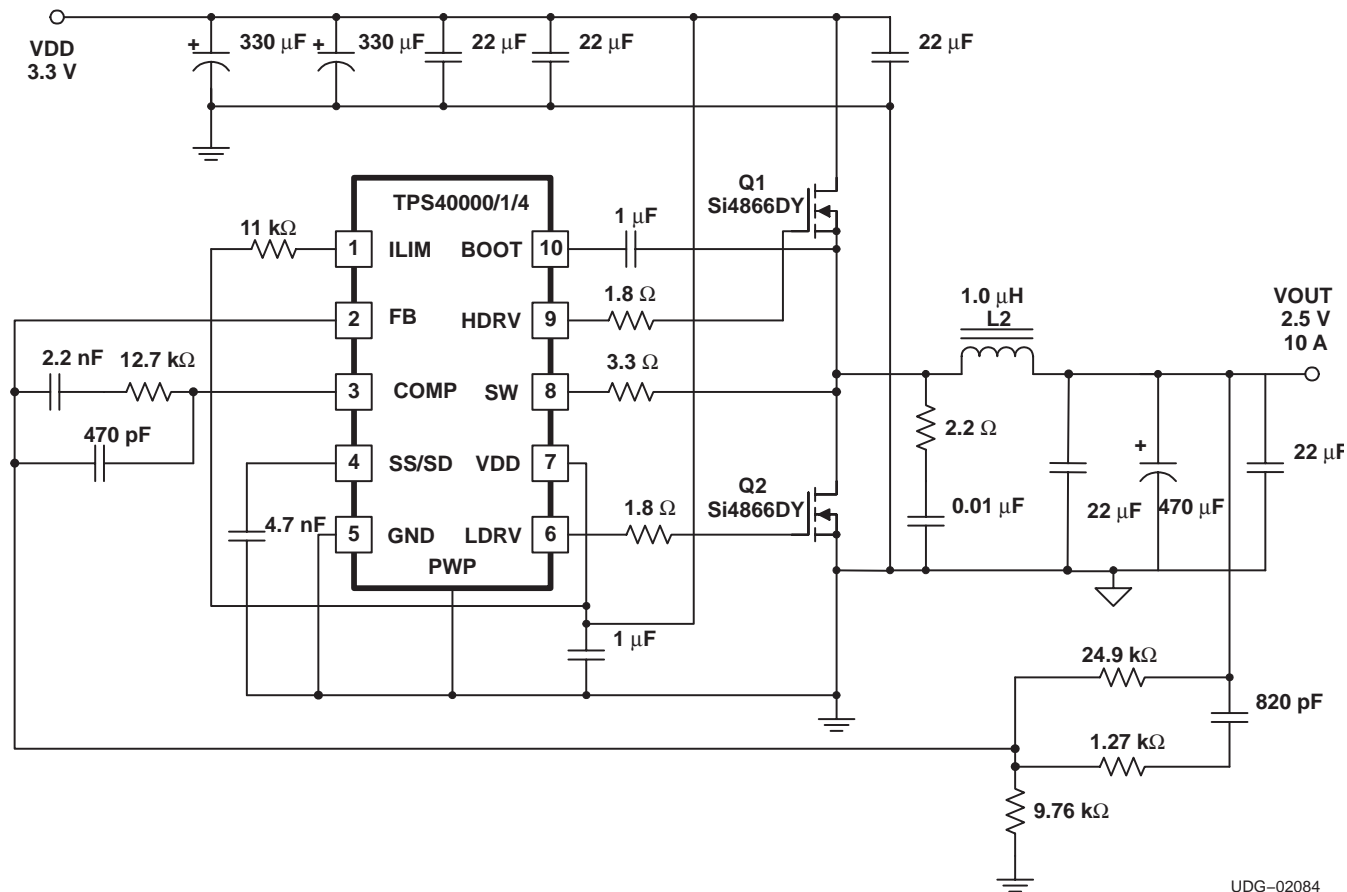 VDD
3.3 V
330 µF
+
330 µF
+
22 µF
22 µF
22 µF
TPS40000/1/4
11 kΩ
1
ILIM
BOOT
10
1 µF
Q1
Si4866DY
2
FB
HDRV
9
1.8 Ω
2.2 nF
12.7 kΩ
3
COMP
SW
8
3.3 Ω
470 pF
4
SS/SD
VDD
7
4.7 nF
5
GND
LDRV
6
1.8 Ω
PWP
Q2
Si4866DY
1 µF
1.0 µH
L2
VOUT
2.5 V
10 A
2.2 Ω
0.01 µF
22 µF
+
470 µF
22 µF
24.9 kΩ
820 pF
1.27 kΩ
9.76 kΩ
UDG–02084